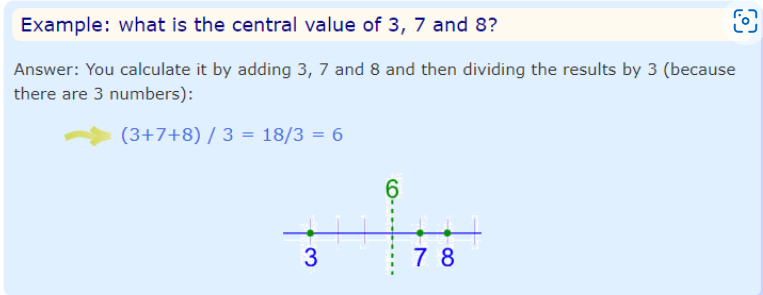 Example: what is the central value of 3, 7 and 8?
Answer: You calculate it by adding 3, 7 and 8 and then dividing the results by 3 (because
there are 3 numbers):
(3+7+8) / 3 = 18/3 = 6
6
3 7 8